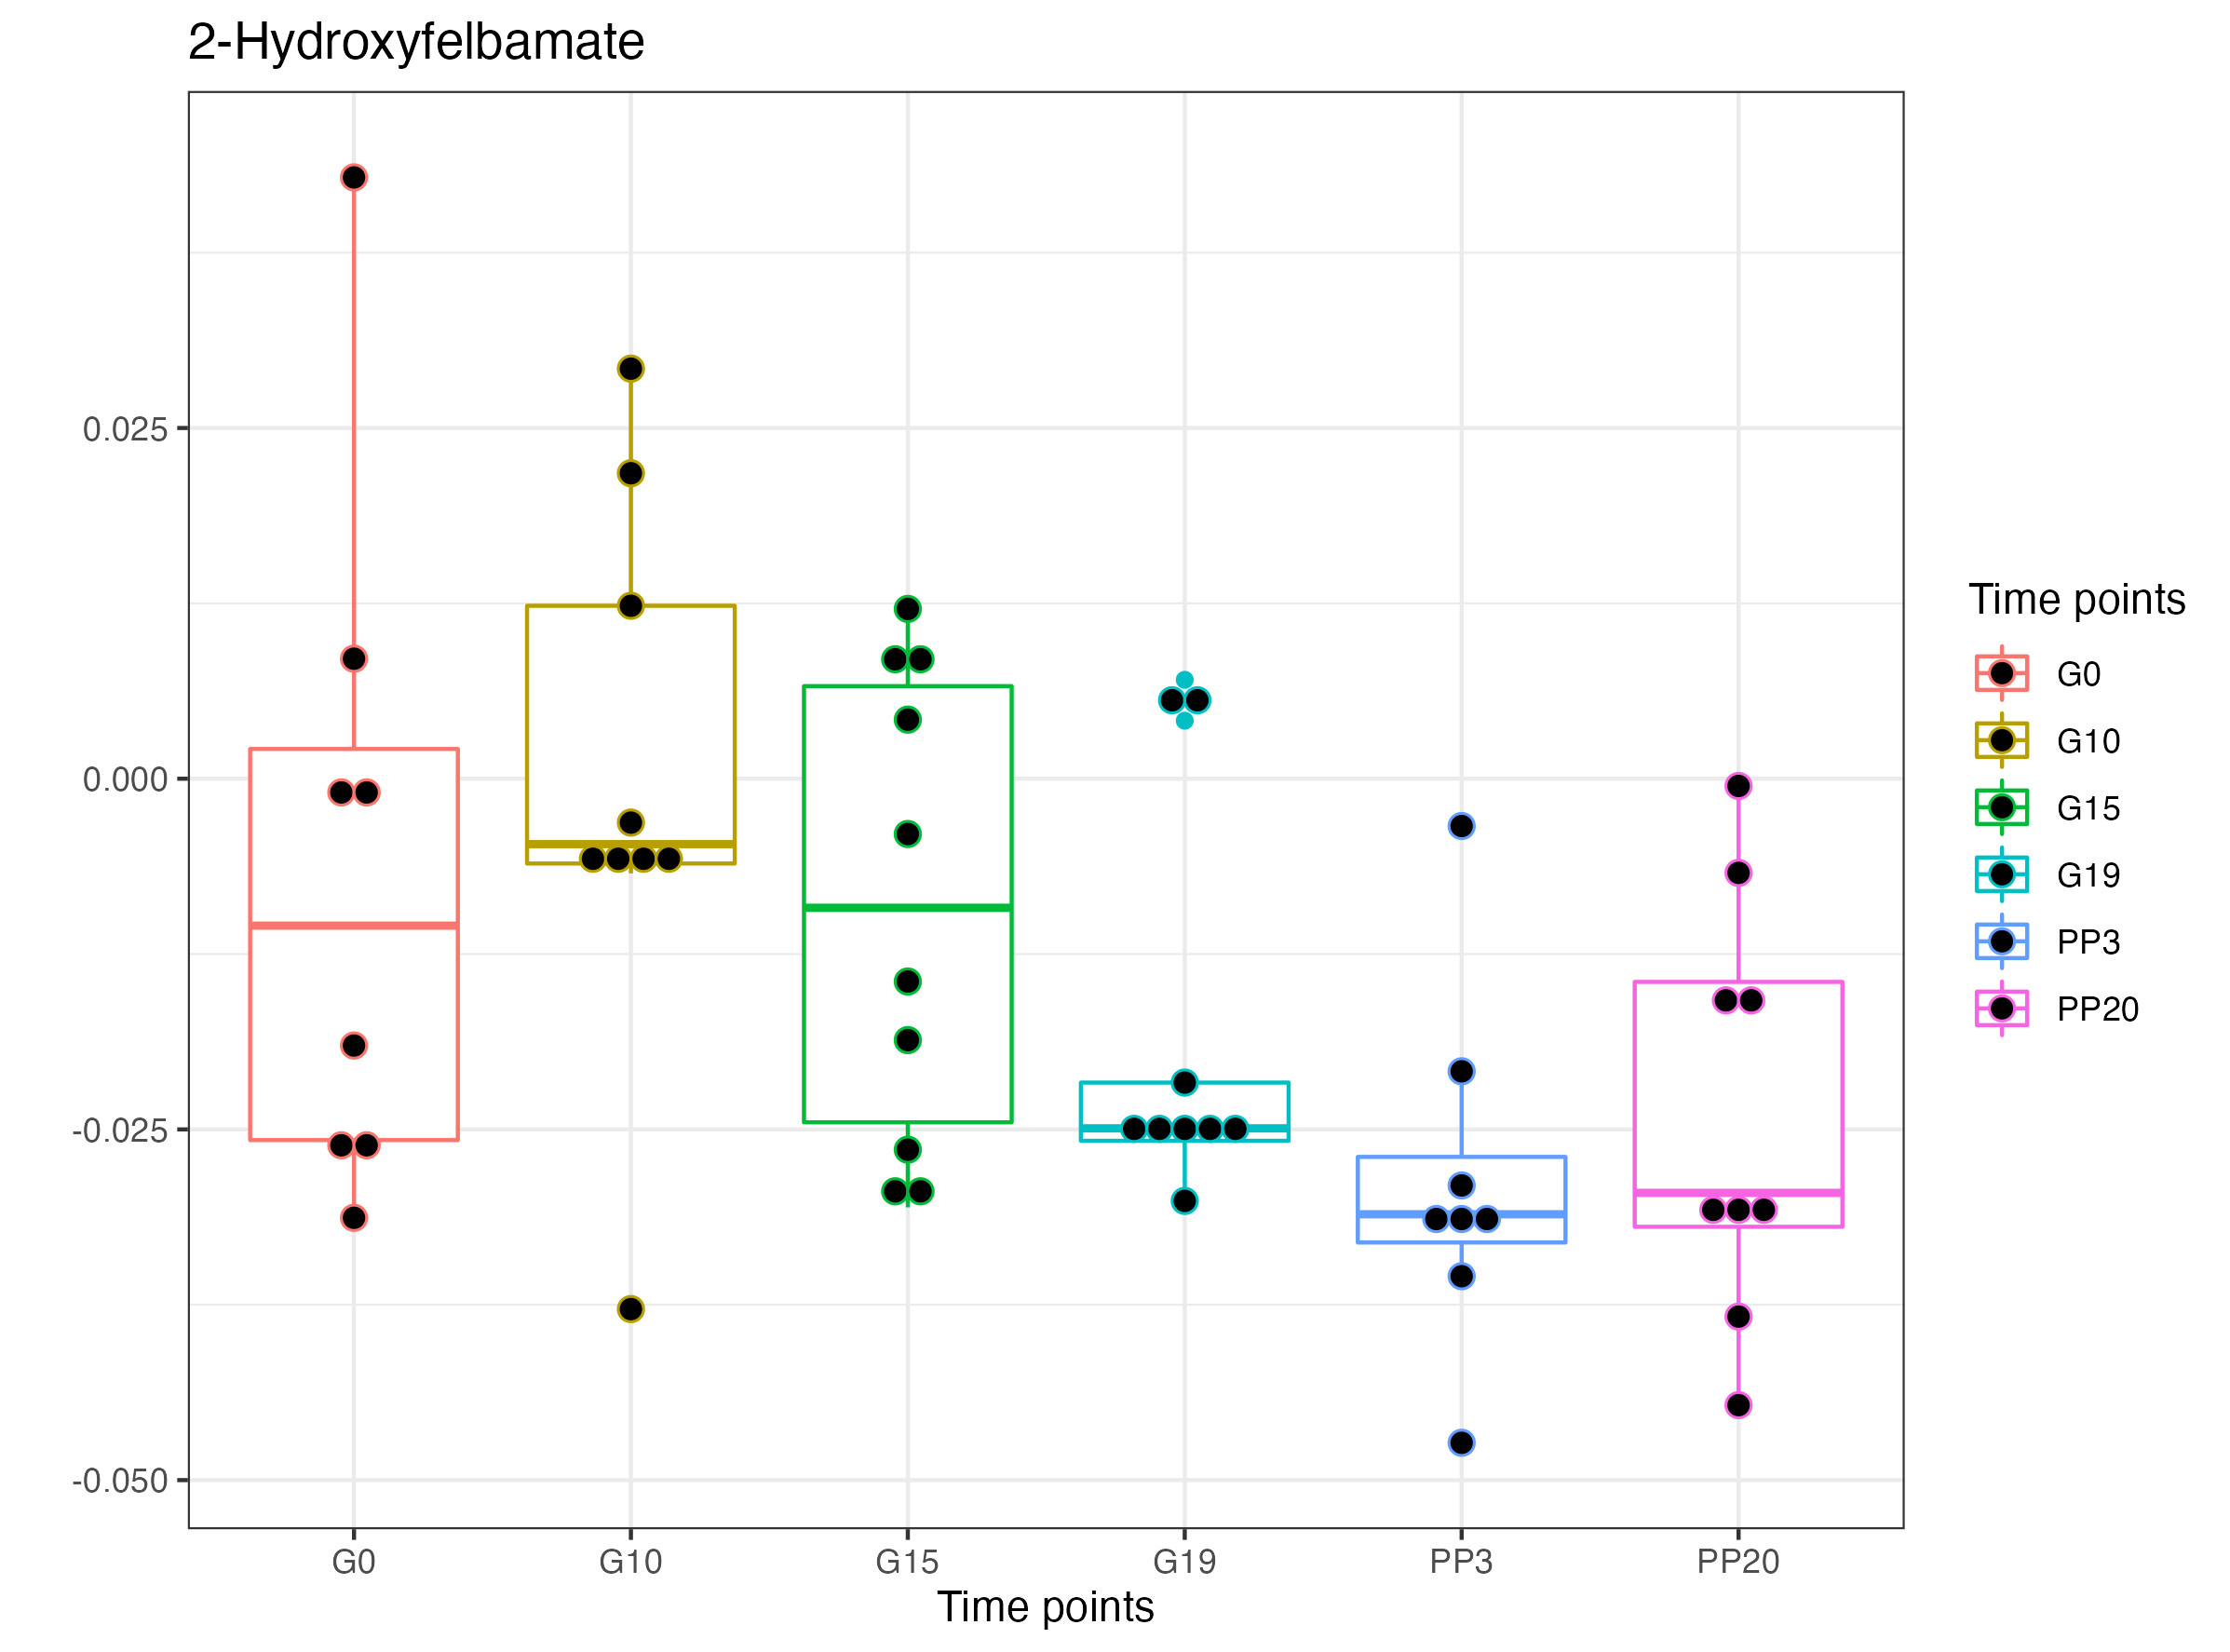 2-Hydroxyfelbamate
0.025
0.000
-0.025
-0.050
G0 G10 G15 G19 PP3 PP20
Time points
Time points
G0
G10
G15
G19
PP3
PP20